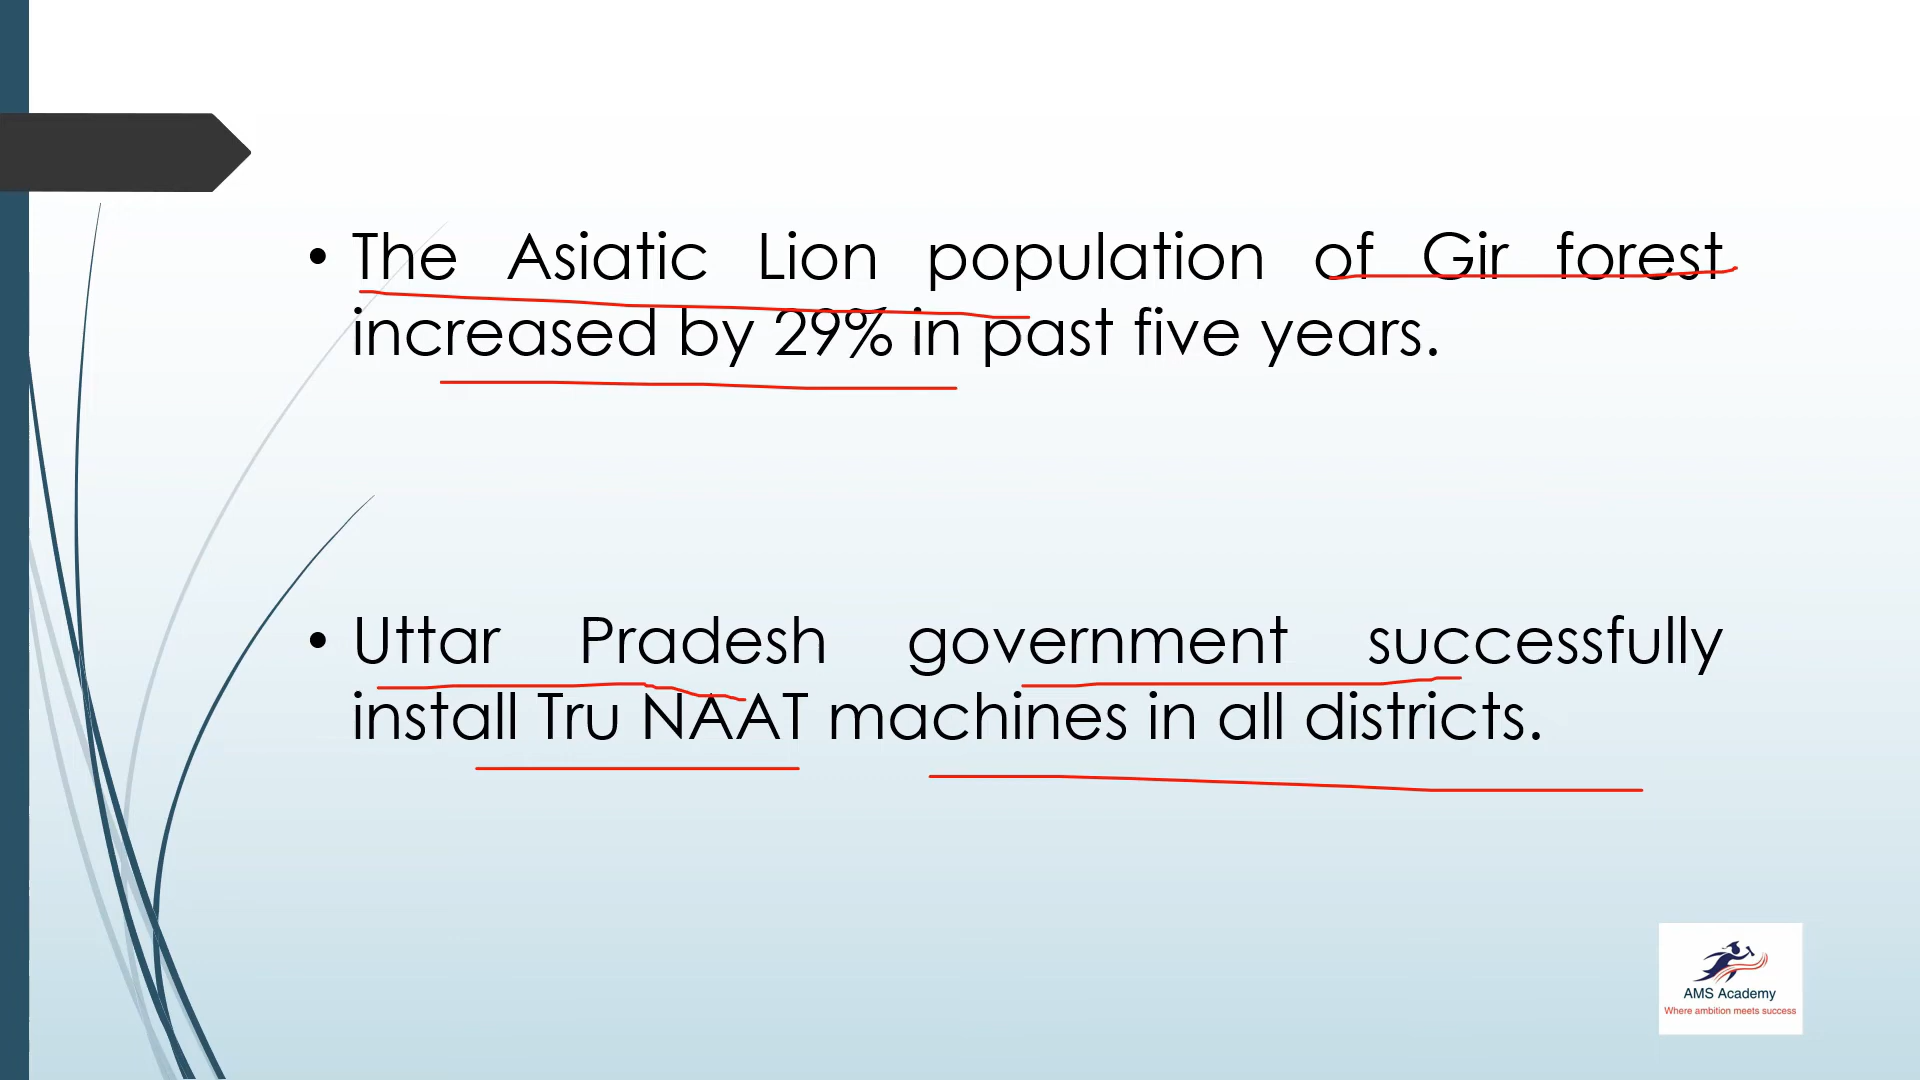 • The Asiatic Lion population of Gir forest
increased by 29% in past five years.
• Uttar Pradesh government successfully
install Tru NAAT machines in all districts.
AMS Academy
Where ambition meets success